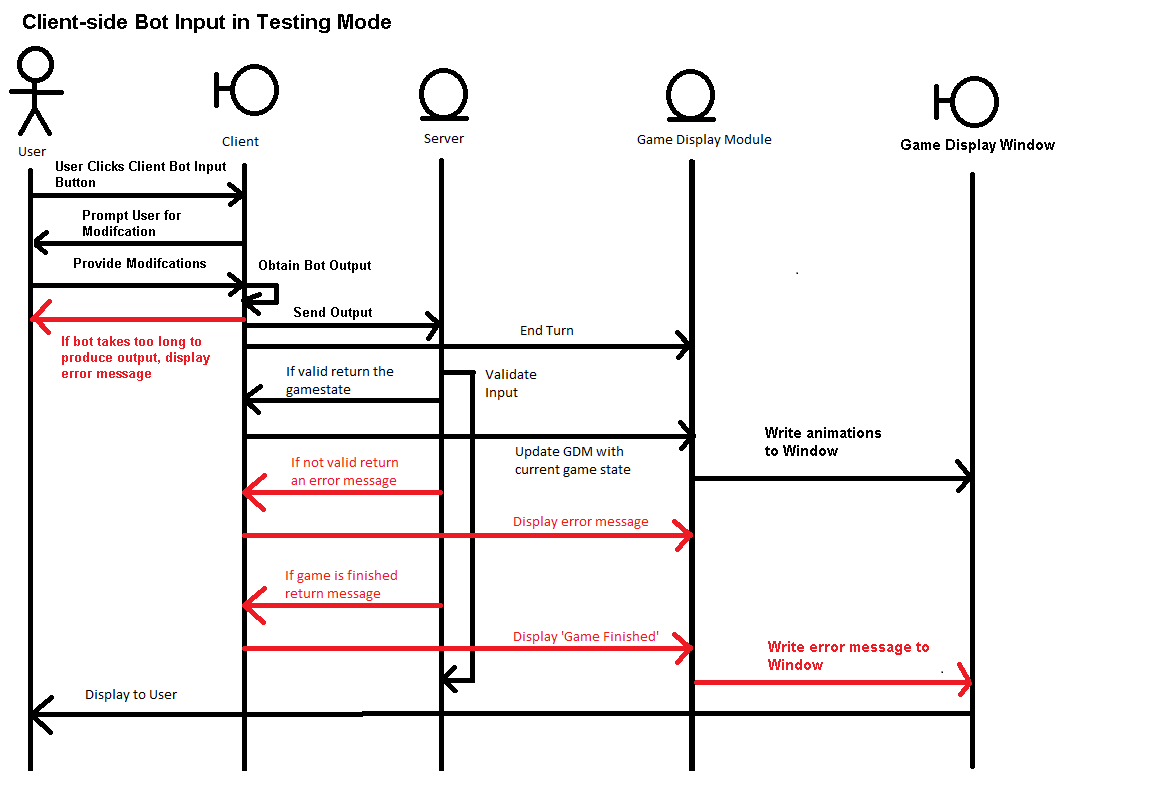 Client-side Bot Input in Testing Mode
User
Client
Server
Game Display Module
Game Display Window
User Clicks Client Bot Input
Button
Prompt User for
Modifcation
Provide Modifcations
Obtain Bot Output
Send Output
If bot takes too long to
produce output, display
error message
End Turn
If valid return the
gamestate
Validate
Input
Update GDM with
current game state
Write animations
to Window
If not valid return
an error message
Display error message
If game is finished
return message
Display 'Game Finished'
Write error message to
Window
Display to User